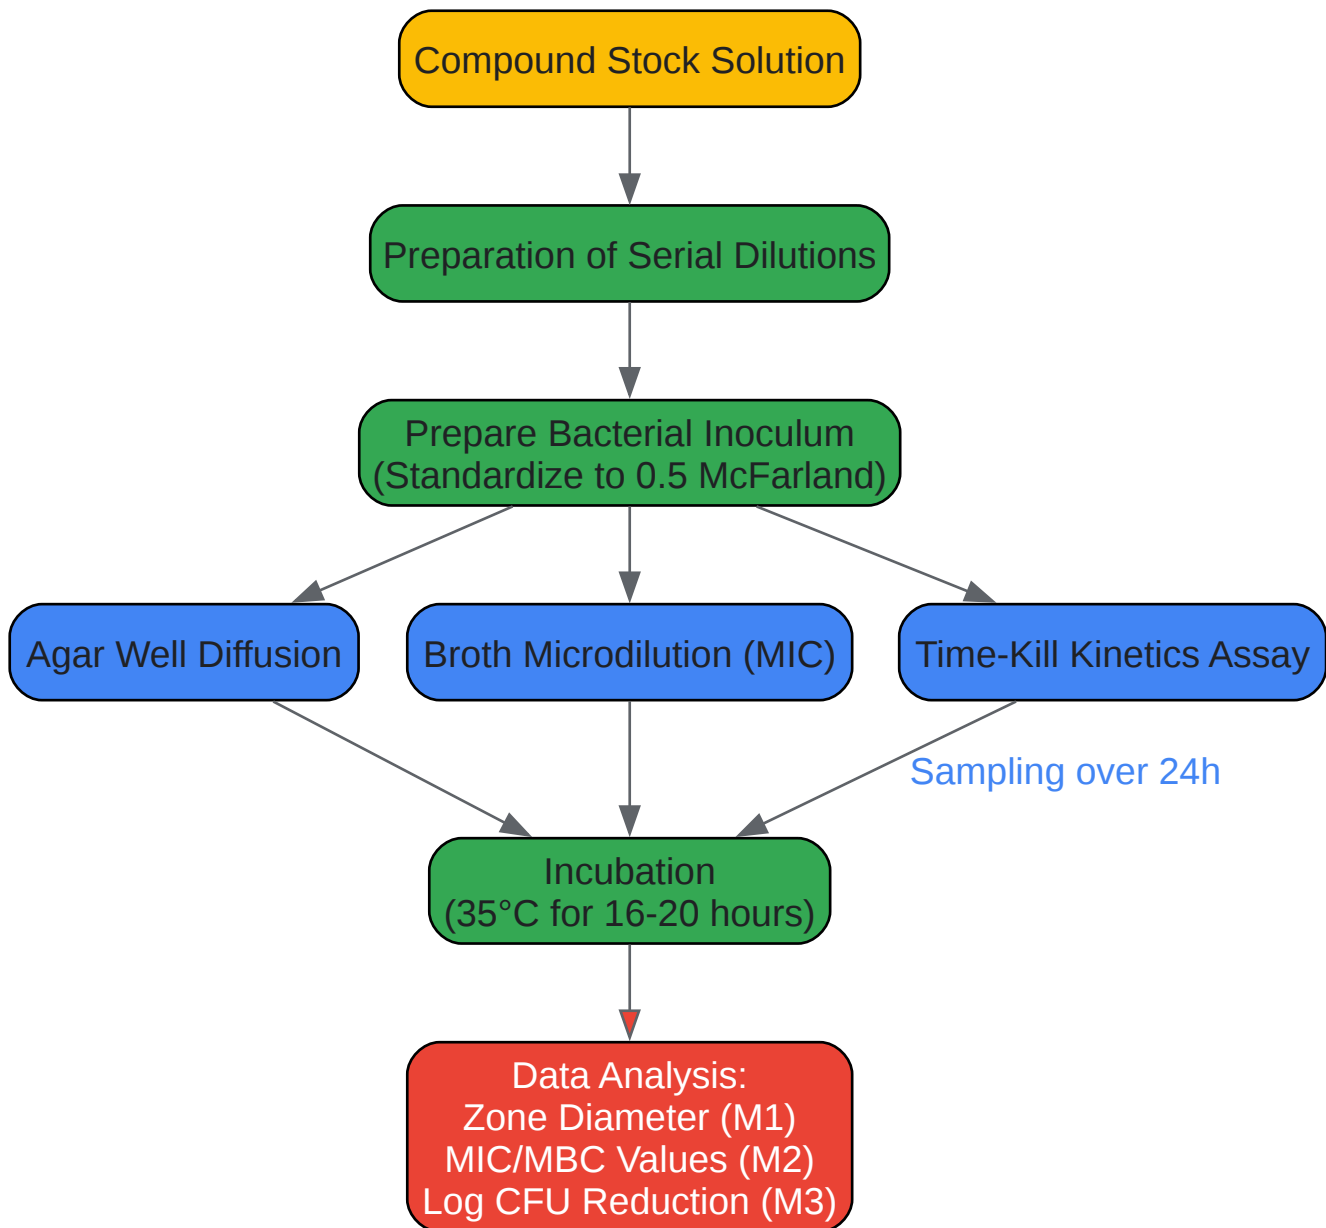 Compound Stock Solution
Preparation of Serial Dilutions
Prepare Bacterial Inoculum
(Standardize to 0.5 McFarland)
Agar Well Diffusion
Broth Microdilution (MIC)
Time-Kill Kinetics Assay
Sampling over 24h
Incubation
(35°C for 16-20 hours)
Data Analysis:
Zone Diameter (M1)
MIC/MBC Values (M2)
Log CFU Reduction (M3)